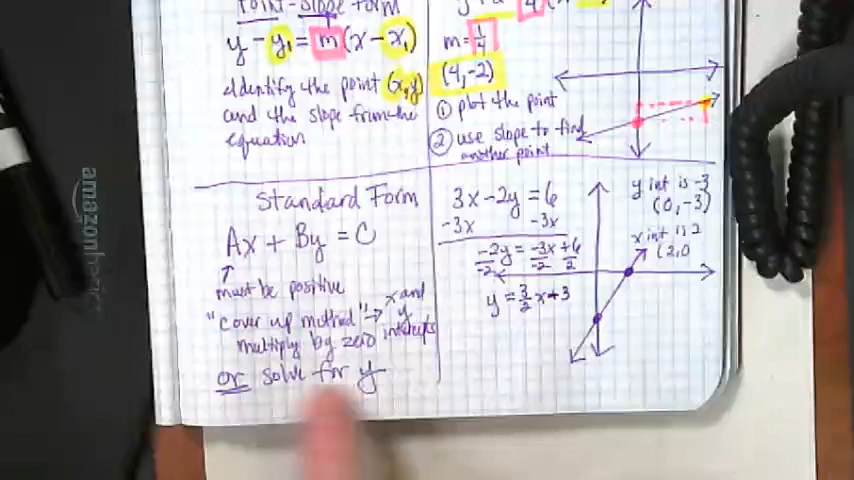 Point-Slope form
y - y₁ = m(x - x₁)
Identify the point (x,y)
and the slope from the
equation
m = 1/4
(4,-2)
① plot the point
② use slope to find
another point
Standard Form
Ax + By = C
must be positive
"cover up method" → x and y intercepts
multiply by zero
or solve for y
3x - 2y = 6
-3x -3x
-2y = -3x + 6
-2 -2 2
y = 3/2 x + 3
y int is -3
(0, -3)
x int is 2
(2,0
amazon